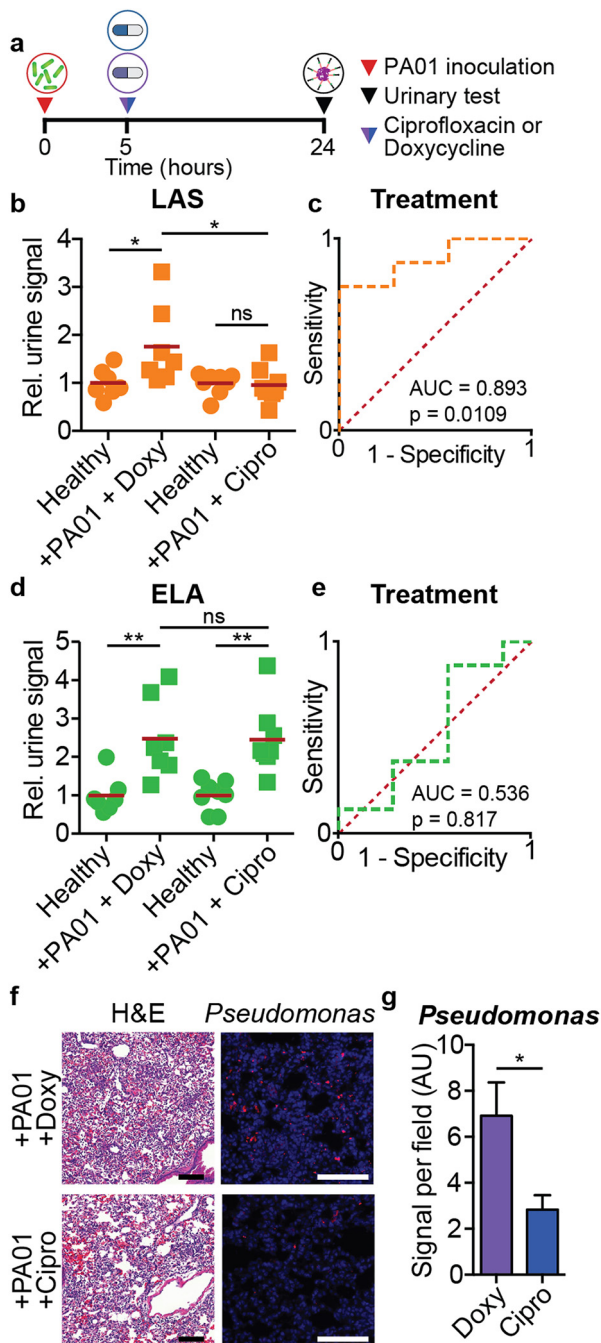 a
PA01 inoculation
Urinary test
Ciprofloxacin or
Doxycycline
0
5
24
Time (hours)
b
LAS
4
3
2
1
0
Rel. urine signal
*
*
ns
Healthy
+PA01 + Doxy
Healthy
+PA01 + Cipro
c
Treatment
1
0
Sensitivity
AUC = 0.893
p = 0.0109
0
1
1 - Specificity
d
ELA
5
4
3
2
1
0
Rel. urine signal
ns
**
**
Healthy
+PA01 + Doxy
Healthy
+PA01 + Cipro
e
Treatment
1
0
Sensitivity
AUC = 0.536
p = 0.817
0
1
1 - Specificity
f
H&E
Pseudomonas
+PA01
+Doxy
+PA01
+Cipro
g
Pseudomonas
10
8
6
4
2
0
Signal per field (AU)
*
Doxy
Cipro